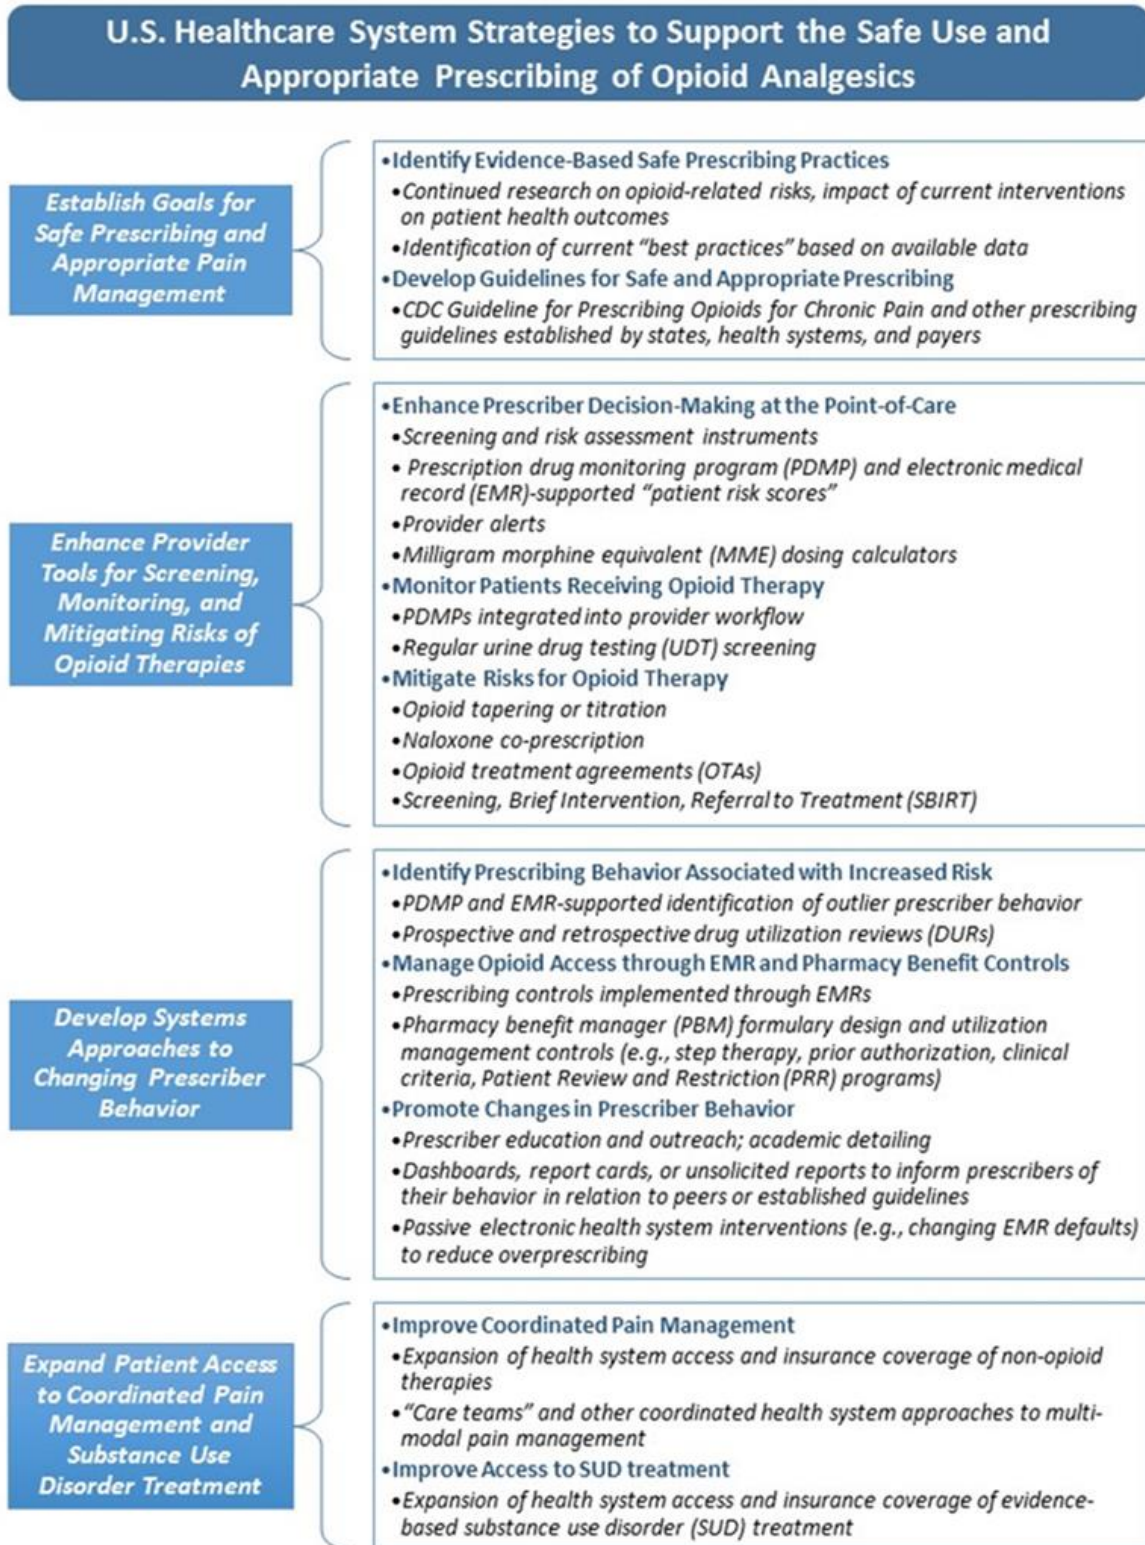 U.S. Healthcare System Strategies to Support the Safe Use and
Appropriate Prescribing of Opioid Analgesics
Establish Goals for
Safe Prescribing and
Appropriate Pain
Management
•Identify Evidence-Based Safe Prescribing Practices
•Continued research on opioid-related risks, impact of current interventions
on patient health outcomes
•Identification of current “best practices” based on available data
•Develop Guidelines for Safe and Appropriate Prescribing
•CDC Guideline for Prescribing Opioids for Chronic Pain and other prescribing
guidelines established by states, health systems, and payers
Enhance Provider
Tools for Screening,
Monitoring, and
Mitigating Risks of
Opioid Therapies
•Enhance Prescriber Decision-Making at the Point-of-Care
•Screening and risk assessment instruments
• Prescription drug monitoring program (PDMP) and electronic medical
record (EMR)-supported “patient risk scores”
•Provider alerts
•Milligram morphine equivalent (MME) dosing calculators
•Monitor Patients Receiving Opioid Therapy
•PDMPs integrated into provider workflow
•Regular urine drug testing (UDT) screening
•Mitigate Risks for Opioid Therapy
•Opioid tapering or titration
•Naloxone co-prescription
•Opioid treatment agreements (OTAs)
•Screening, Brief Intervention, Referral to Treatment (SBIRT)
Develop Systems
Approaches to
Changing Prescriber
Behavior
•Identify Prescribing Behavior Associated with Increased Risk
•PDMP and EMR-supported identification of outlier prescriber behavior
•Prospective and retrospective drug utilization reviews (DURs)
•Manage Opioid Access through EMR and Pharmacy Benefit Controls
•Prescribing controls implemented through EMRs
•Pharmacy benefit manager (PBM) formulary design and utilization
management controls (e.g., step therapy, prior authorization, clinical
criteria, Patient Review and Restriction (PRR) programs)
•Promote Changes in Prescriber Behavior
•Prescriber education and outreach; academic detailing
•Dashboards, report cards, or unsolicited reports to inform prescribers of
their behavior in relation to peers or established guidelines
•Passive electronic health system interventions (e.g., changing EMR defaults)
to reduce overprescribing
Expand Patient Access
to Coordinated Pain
Management and
Substance Use
Disorder Treatment
•Improve Coordinated Pain Management
•Expansion of health system access and insurance coverage of non-opioid
therapies
•“Care teams” and other coordinated health system approaches to multi-
modal pain management
•Improve Access to SUD treatment
•Expansion of health system access and insurance coverage of evidence-
based substance use disorder (SUD) treatment